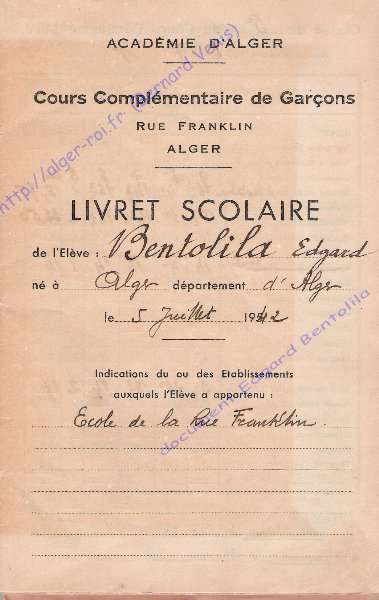 ACADÉMIE D'ALGER
Cours Complémentaire de Garçons
RUE FRANKLIN
ALGER
LIVRET SCOLAIRE
de l'Elève : Bentolila Edgard
né à Alger département d' Alger
le 5 Juillet 1942
Indications du ou des Etablissements
auxquels l'Elève a appartenu :
Ecole de la Rue Franklin.
http://alger-roi.fr (Bernard Venis)
document Edgard Bentolila